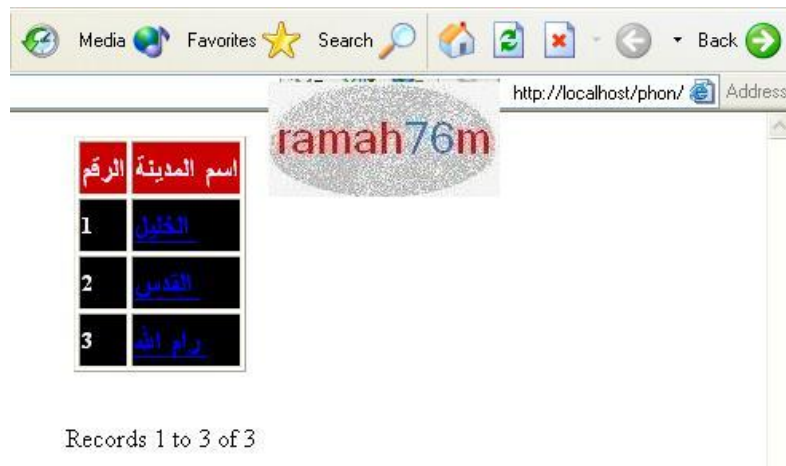 Media Favorites Search Back
http://localhost/phon/ Address
ramah76m
الرقم اسم المدينة
1 الخليل
2 القدس
3 رام الله
Records 1 to 3 of 3